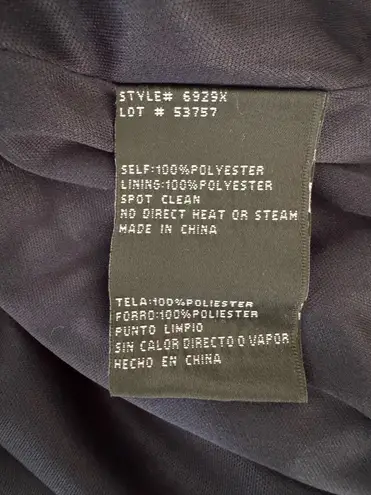 STYLE# 6929X
LOT # 53757
SELF:100%POLYESTER
LINING:100%POLYESTER
SPOT CLEAN
NO DIRECT HEAT OR STEAM
MADE IN CHINA
TELA:100%POLIESTER
FORRO:100%POLIESTER
PUNTO LIMPIO
SIN CALOR DIRECTO O VAPOR
HECHO EN CHINA